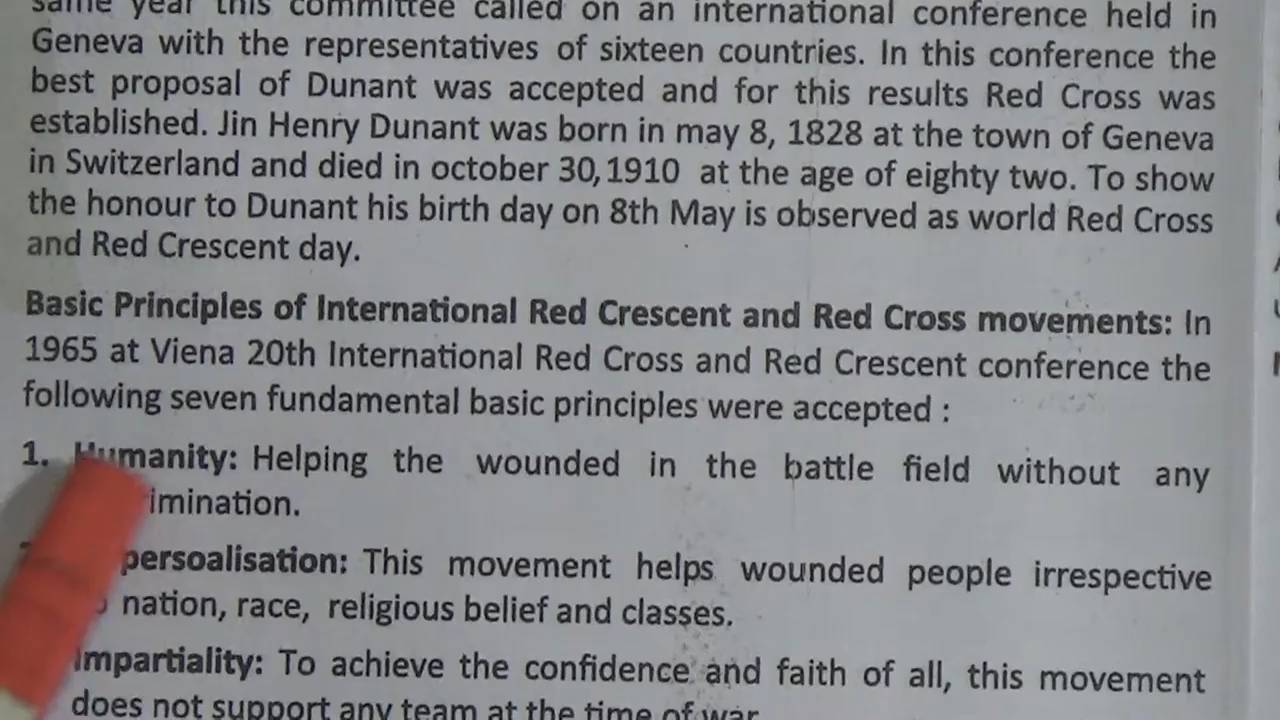 same year this committee called on an international conference held in
Geneva with the representatives of sixteen countries. In this conference the
best proposal of Dunant was accepted and for this results Red Cross was
established. Jin Henry Dunant was born in may 8, 1828 at the town of Geneva
in Switzerland and died in october 30,1910 at the age of eighty two. To show
the honour to Dunant his birth day on 8th May is observed as world Red Cross
and Red Crescent day.
Basic Principles of International Red Crescent and Red Cross movements: In
1965 at Viena 20th International Red Cross and Red Crescent conference the
following seven fundamental basic principles were accepted :
1. Humanity: Helping the wounded in the battle field without any
imination.
persoalisation: This movement helps wounded people irrespective
nation, race, religious belief and classes.
Impartiality: To achieve the confidence and faith of all, this movement
does not support any team at the time of war